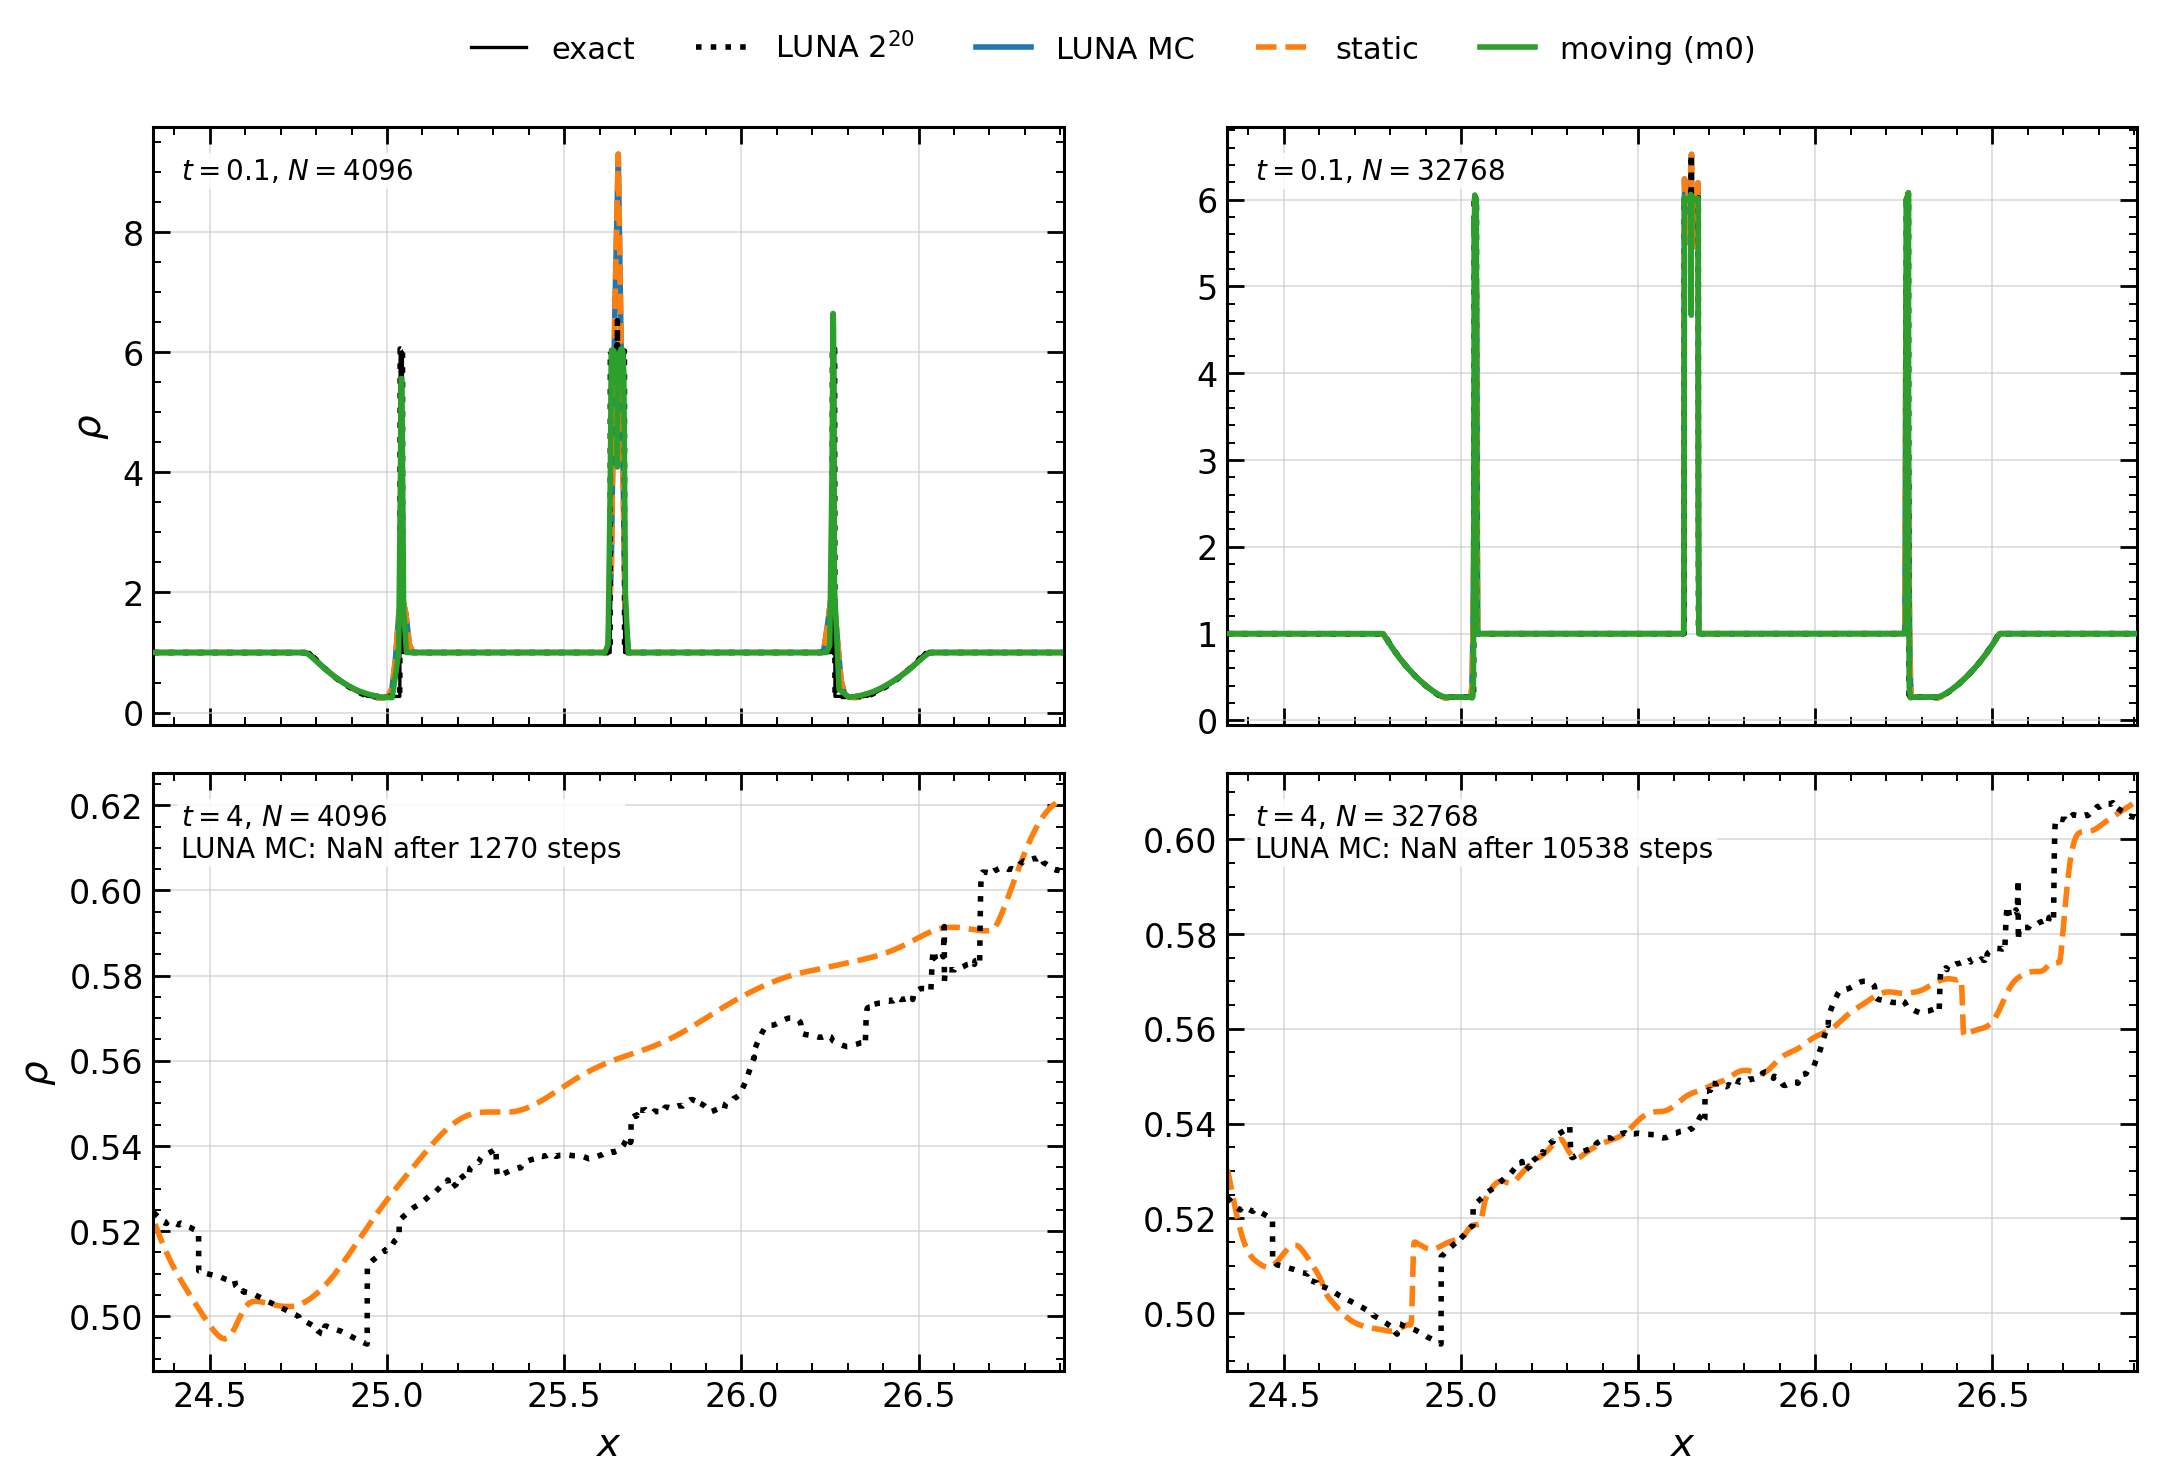 exact LUNA 2²⁰ LUNA MC static moving (m0)
t = 0.1, N = 4096
8
6
4
2
0
ρ
t = 0.1, N = 32768
6
5
4
3
2
1
0
t = 4, N = 4096
LUNA MC: NaN after 1270 steps
0.62
0.60
0.58
0.56
0.54
0.52
0.50
ρ
24.5 25.0 25.5 26.0 26.5
x
t = 4, N = 32768
LUNA MC: NaN after 10538 steps
0.60
0.58
0.56
0.54
0.52
0.50
24.5 25.0 25.5 26.0 26.5
x